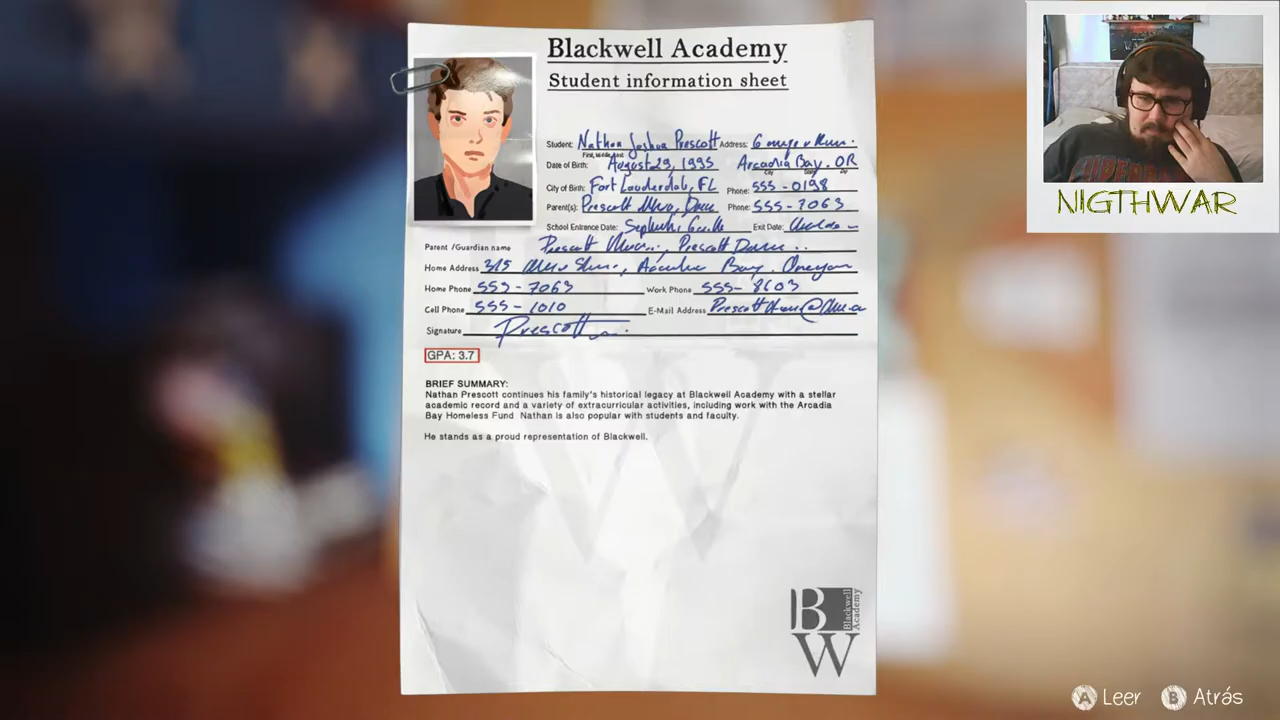 Blackwell Academy
Student information sheet
Student: Nathan Joshua Prescott Address:
First, Middle, Last
Date of Birth: August 29, 1995 Arcadia Bay, OR
City
City of Birth: Fort Lauderdale, FL Phone: 555-0198
Parent(s): Prescott Phone: 555-7063
School Entrance Date: Exit Date:
Parent /Guardian name Prescott, Prescott
Home Address 315 Bay, Oregon
Home Phone 555-7063 Work Phone 555-8103
Cell Phone 555-1010 E-Mail Address
Signature Prescott
GPA: 3.7
BRIEF SUMMARY:
Nathan Prescott continues his family's historical legacy at Blackwell Academy with a stellar
academic record and a variety of extracurricular activities, including work with the Arcadia
Bay Homeless Fund Nathan is also popular with students and faculty.
He stands as a proud representation of Blackwell.
B
Blackwell
Academy
W
NIGTHWAR
A Leer B Atrás